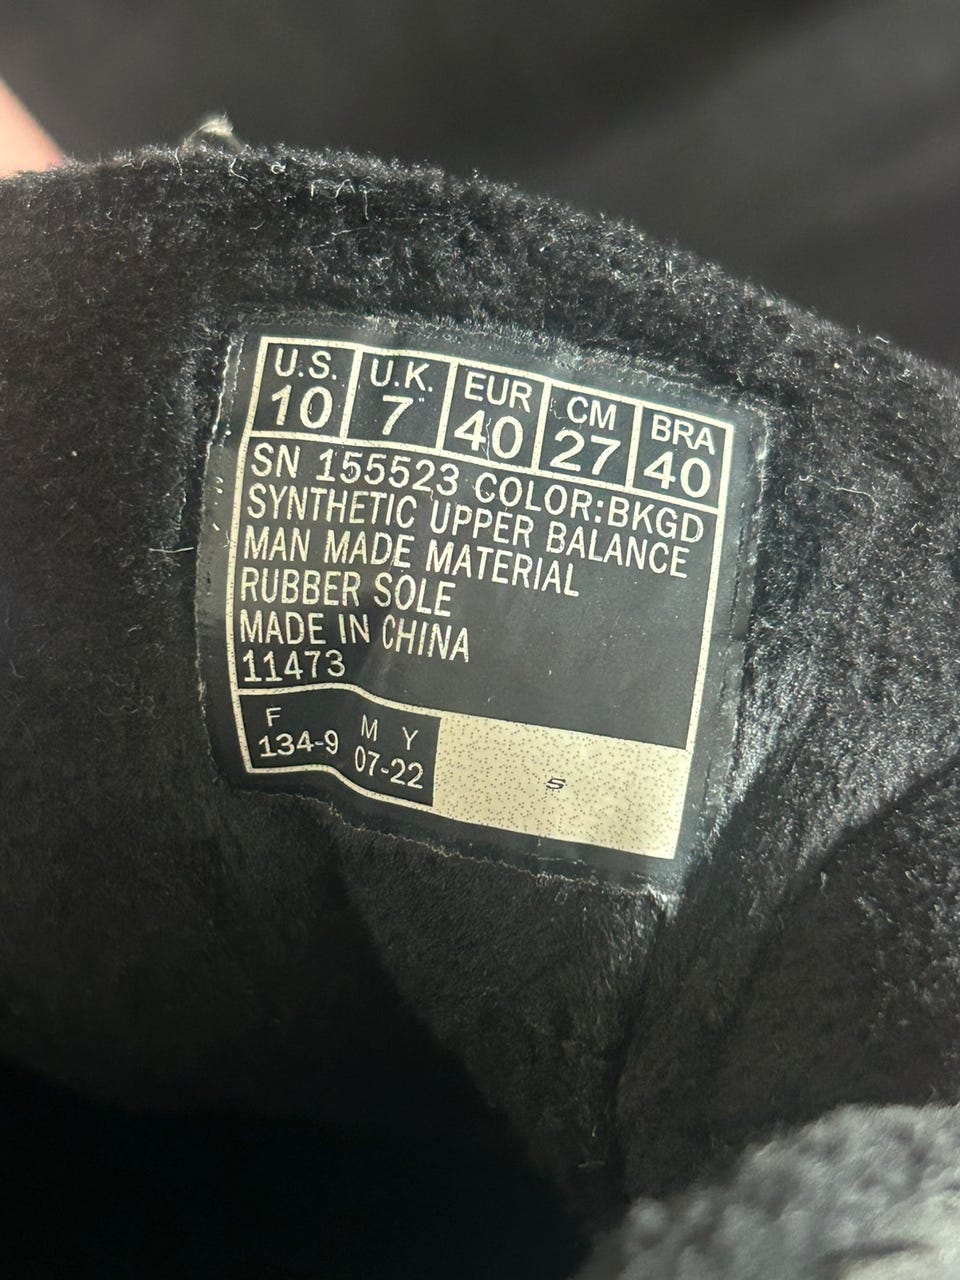 U.S. U.K. EUR CM BRA
10 7 40 27 40
SN 155523 COLOR:BKGD
SYNTHETIC UPPER BALANCE
MAN MADE MATERIAL
RUBBER SOLE
MADE IN CHINA
11473
F M Y
134-9 07-22
S